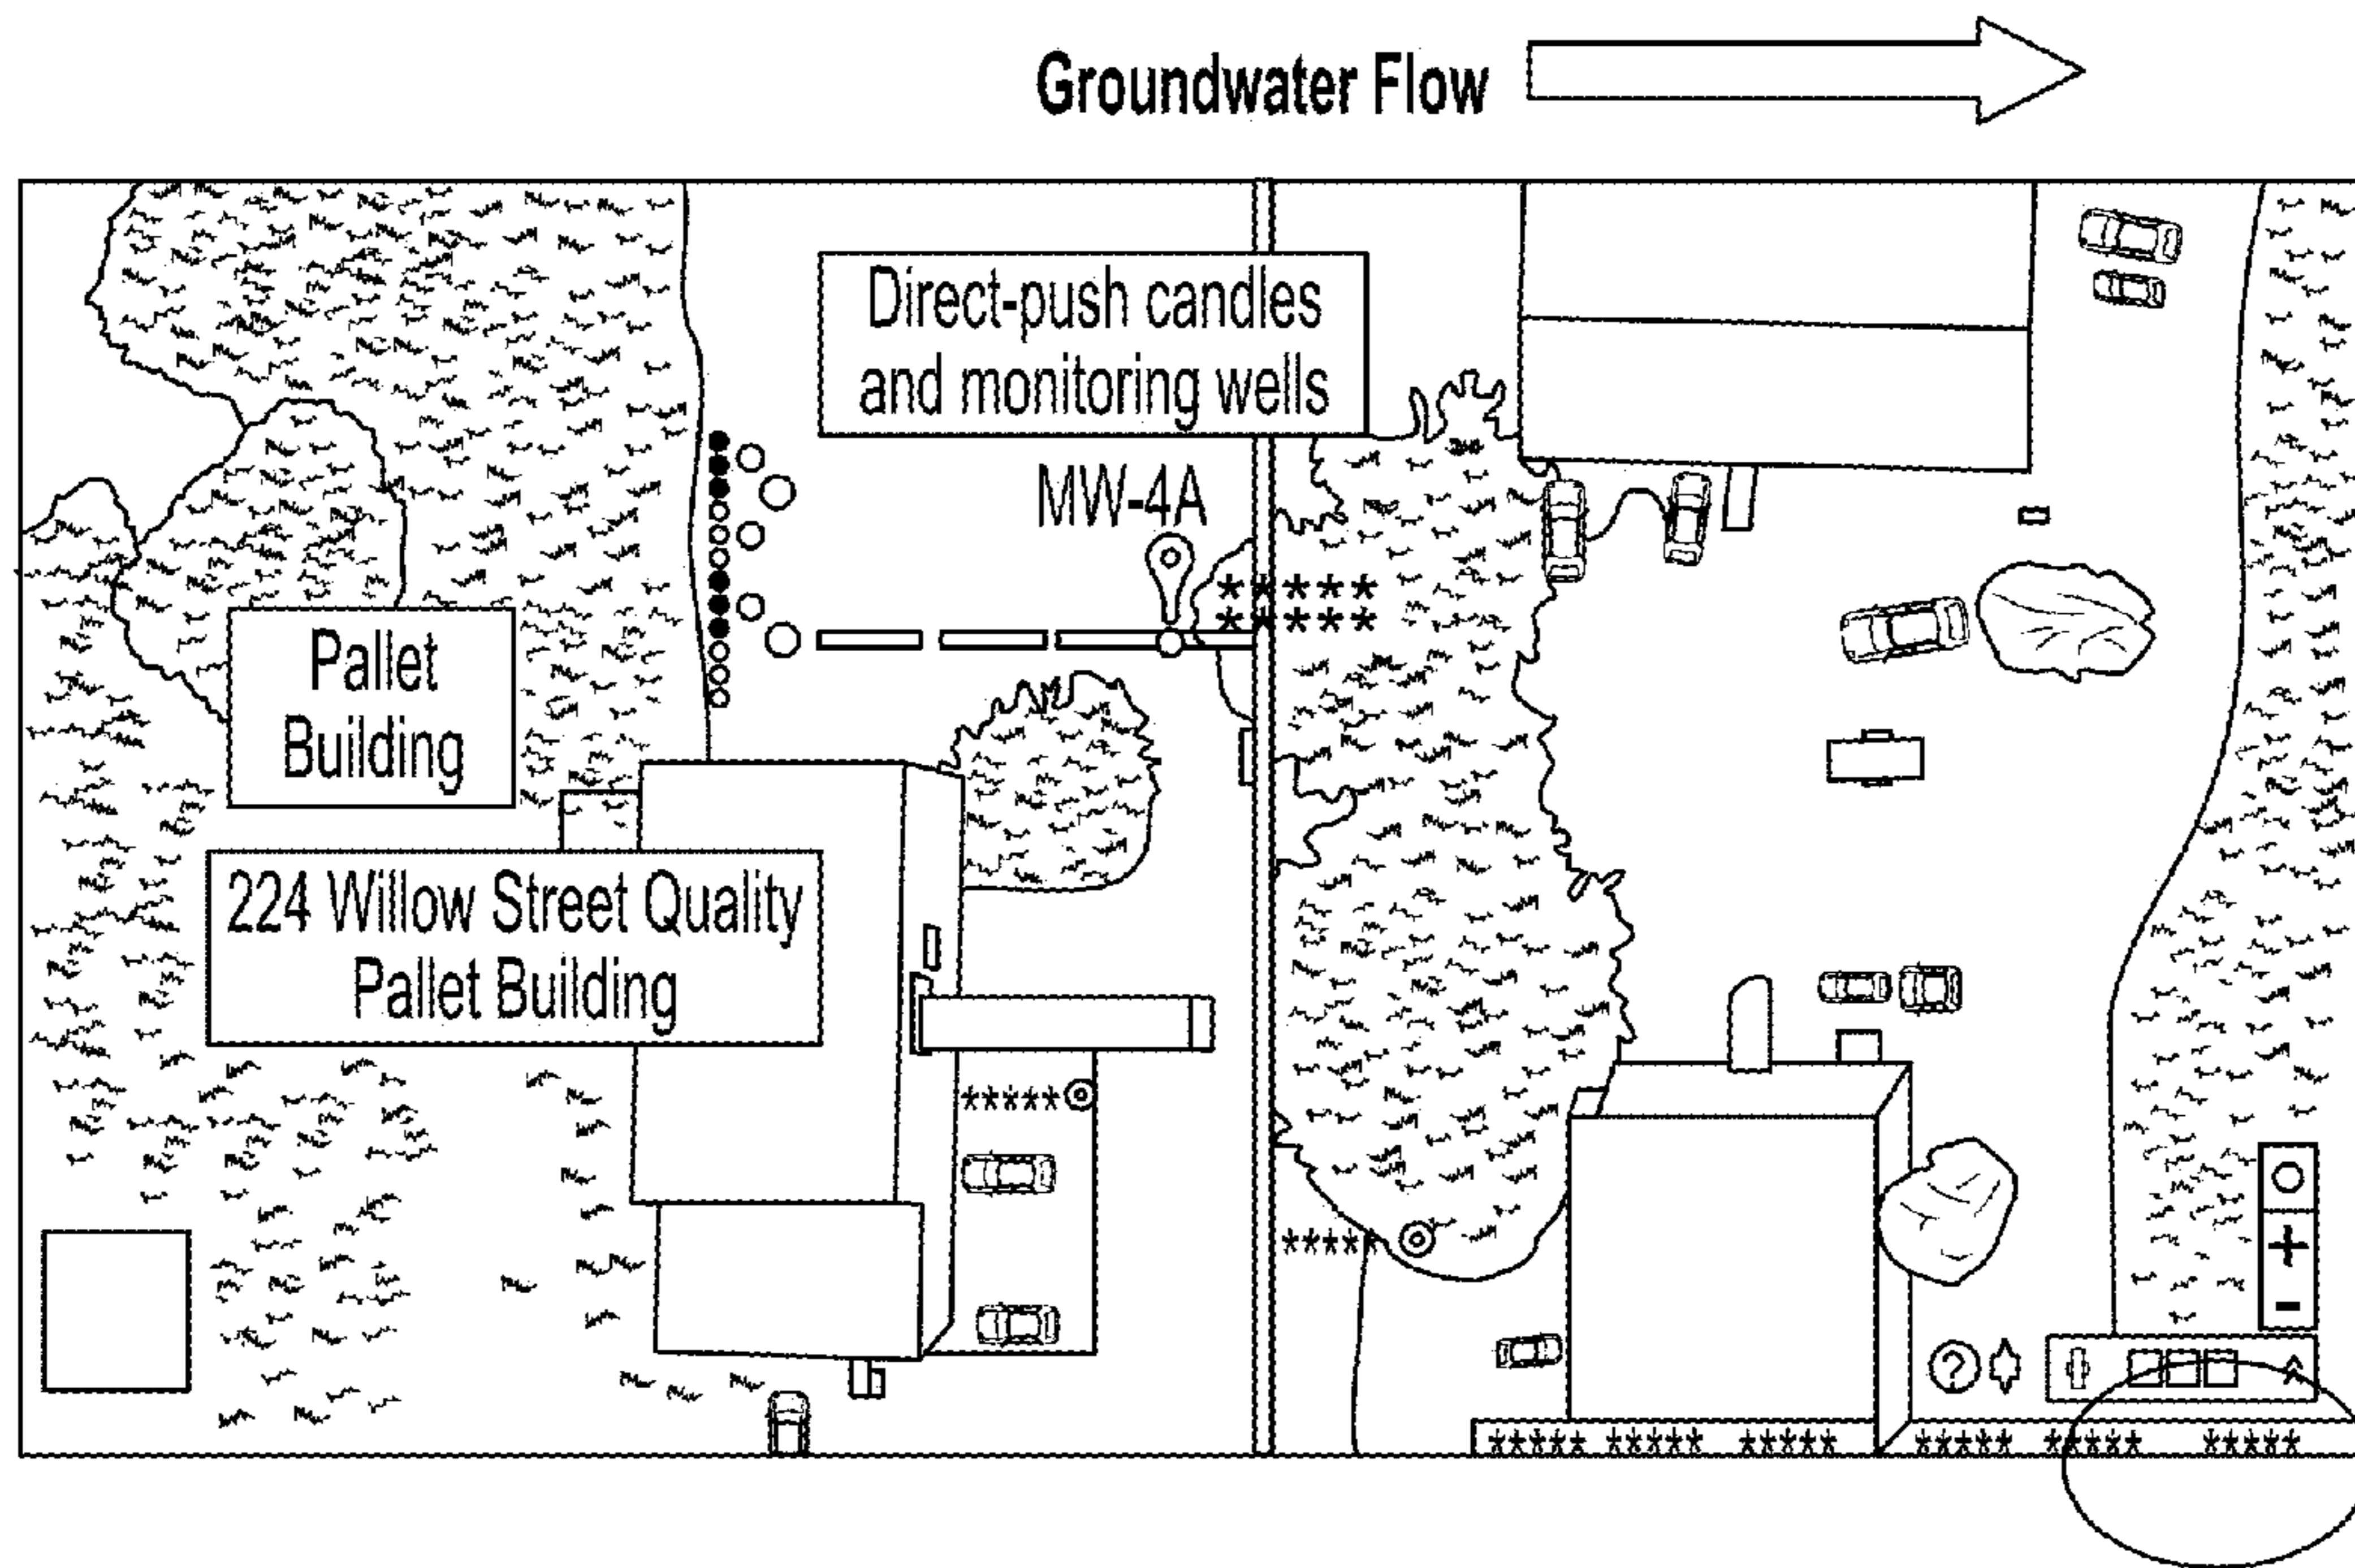 Groundwater Flow
Direct-push candles
and monitoring wells
MW-4A
*****
*****
Pallet
Building
224 Willow Street Quality
Pallet Building
*****
*****
?
+
-
***** ***** ***** ***** ***** *****